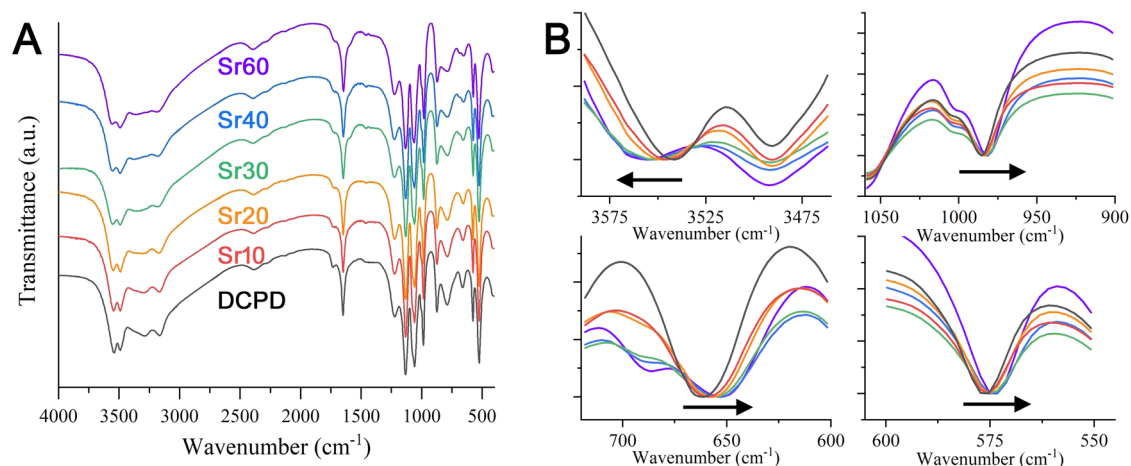 A
Transmittance (a.u.)
Sr60
Sr40
Sr30
Sr20
Sr10
DCPD
4000 3500 3000 2500 2000 1500 1000 500
Wavenumber (cm-1)
B
3575 3525 3475
Wavenumber (cm-1)
1050 1000 950 900
Wavenumber (cm-1)
700 650 600
Wavenumber (cm-1)
600 575 550
Wavenumber (cm-1)